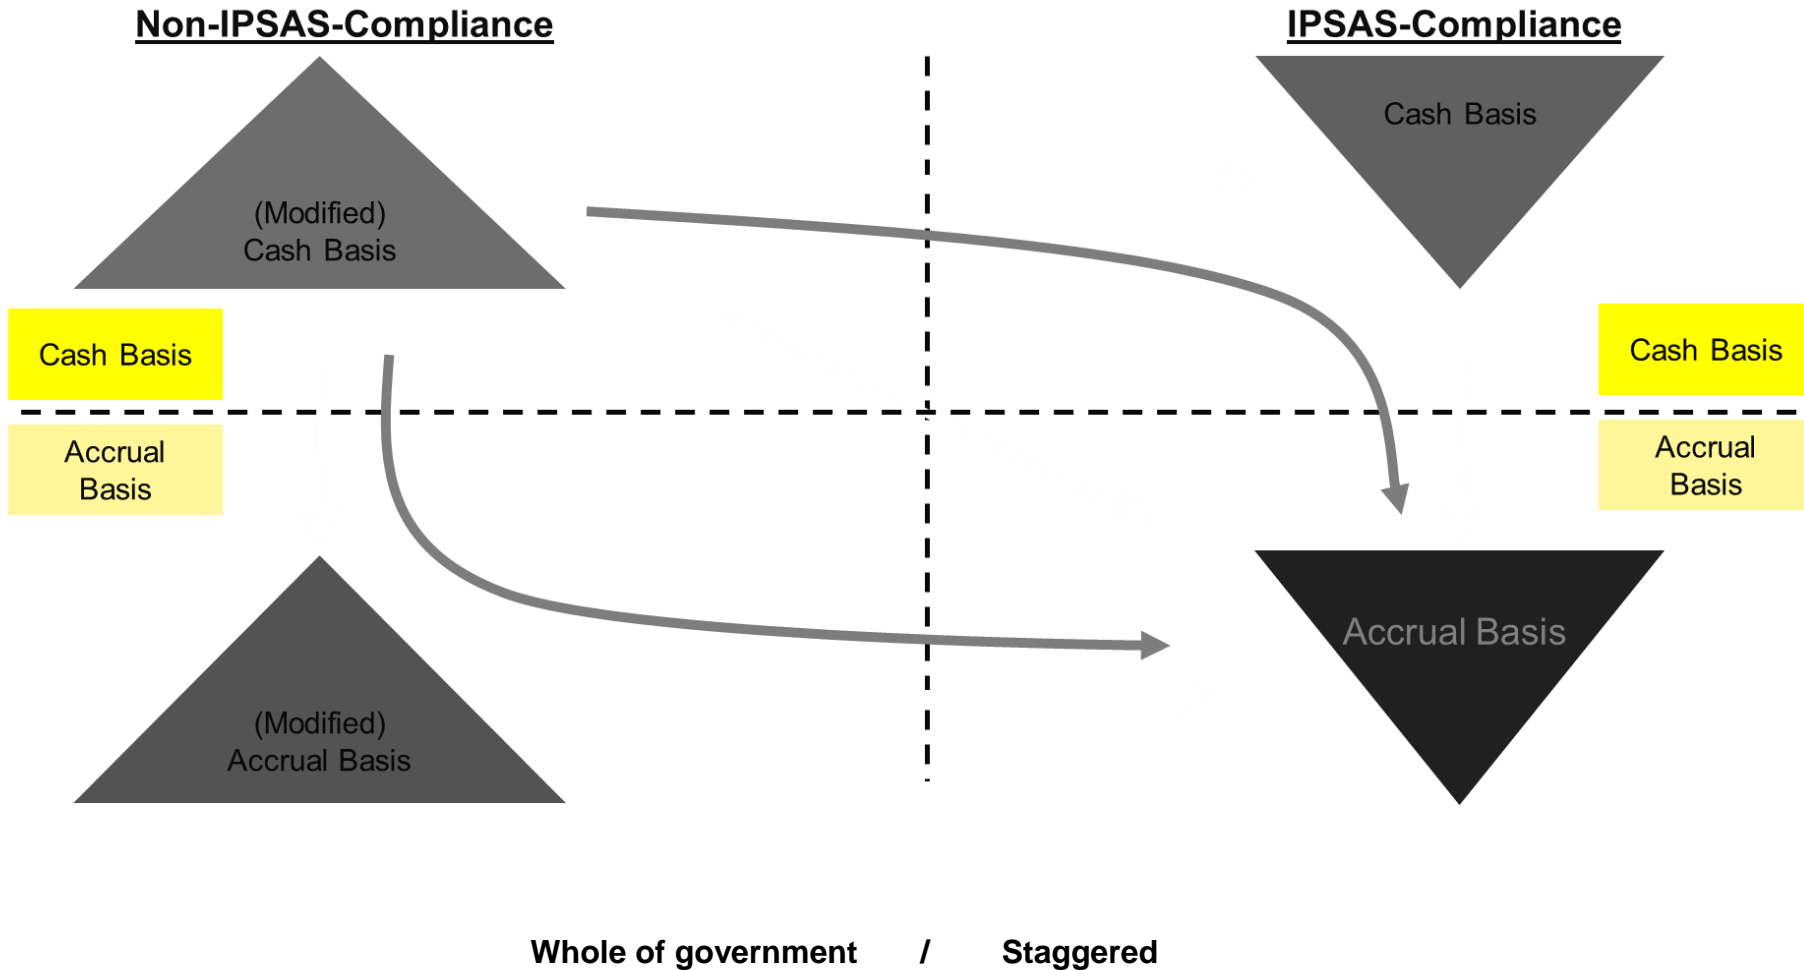 Non-IPSAS-Compliance
IPSAS-Compliance
Cash Basis
(Modified)
Cash Basis
Cash Basis
Cash Basis
Accrual
Basis
Accrual
Basis
Accrual Basis
(Modified)
Accrual Basis
Whole of government / Staggered